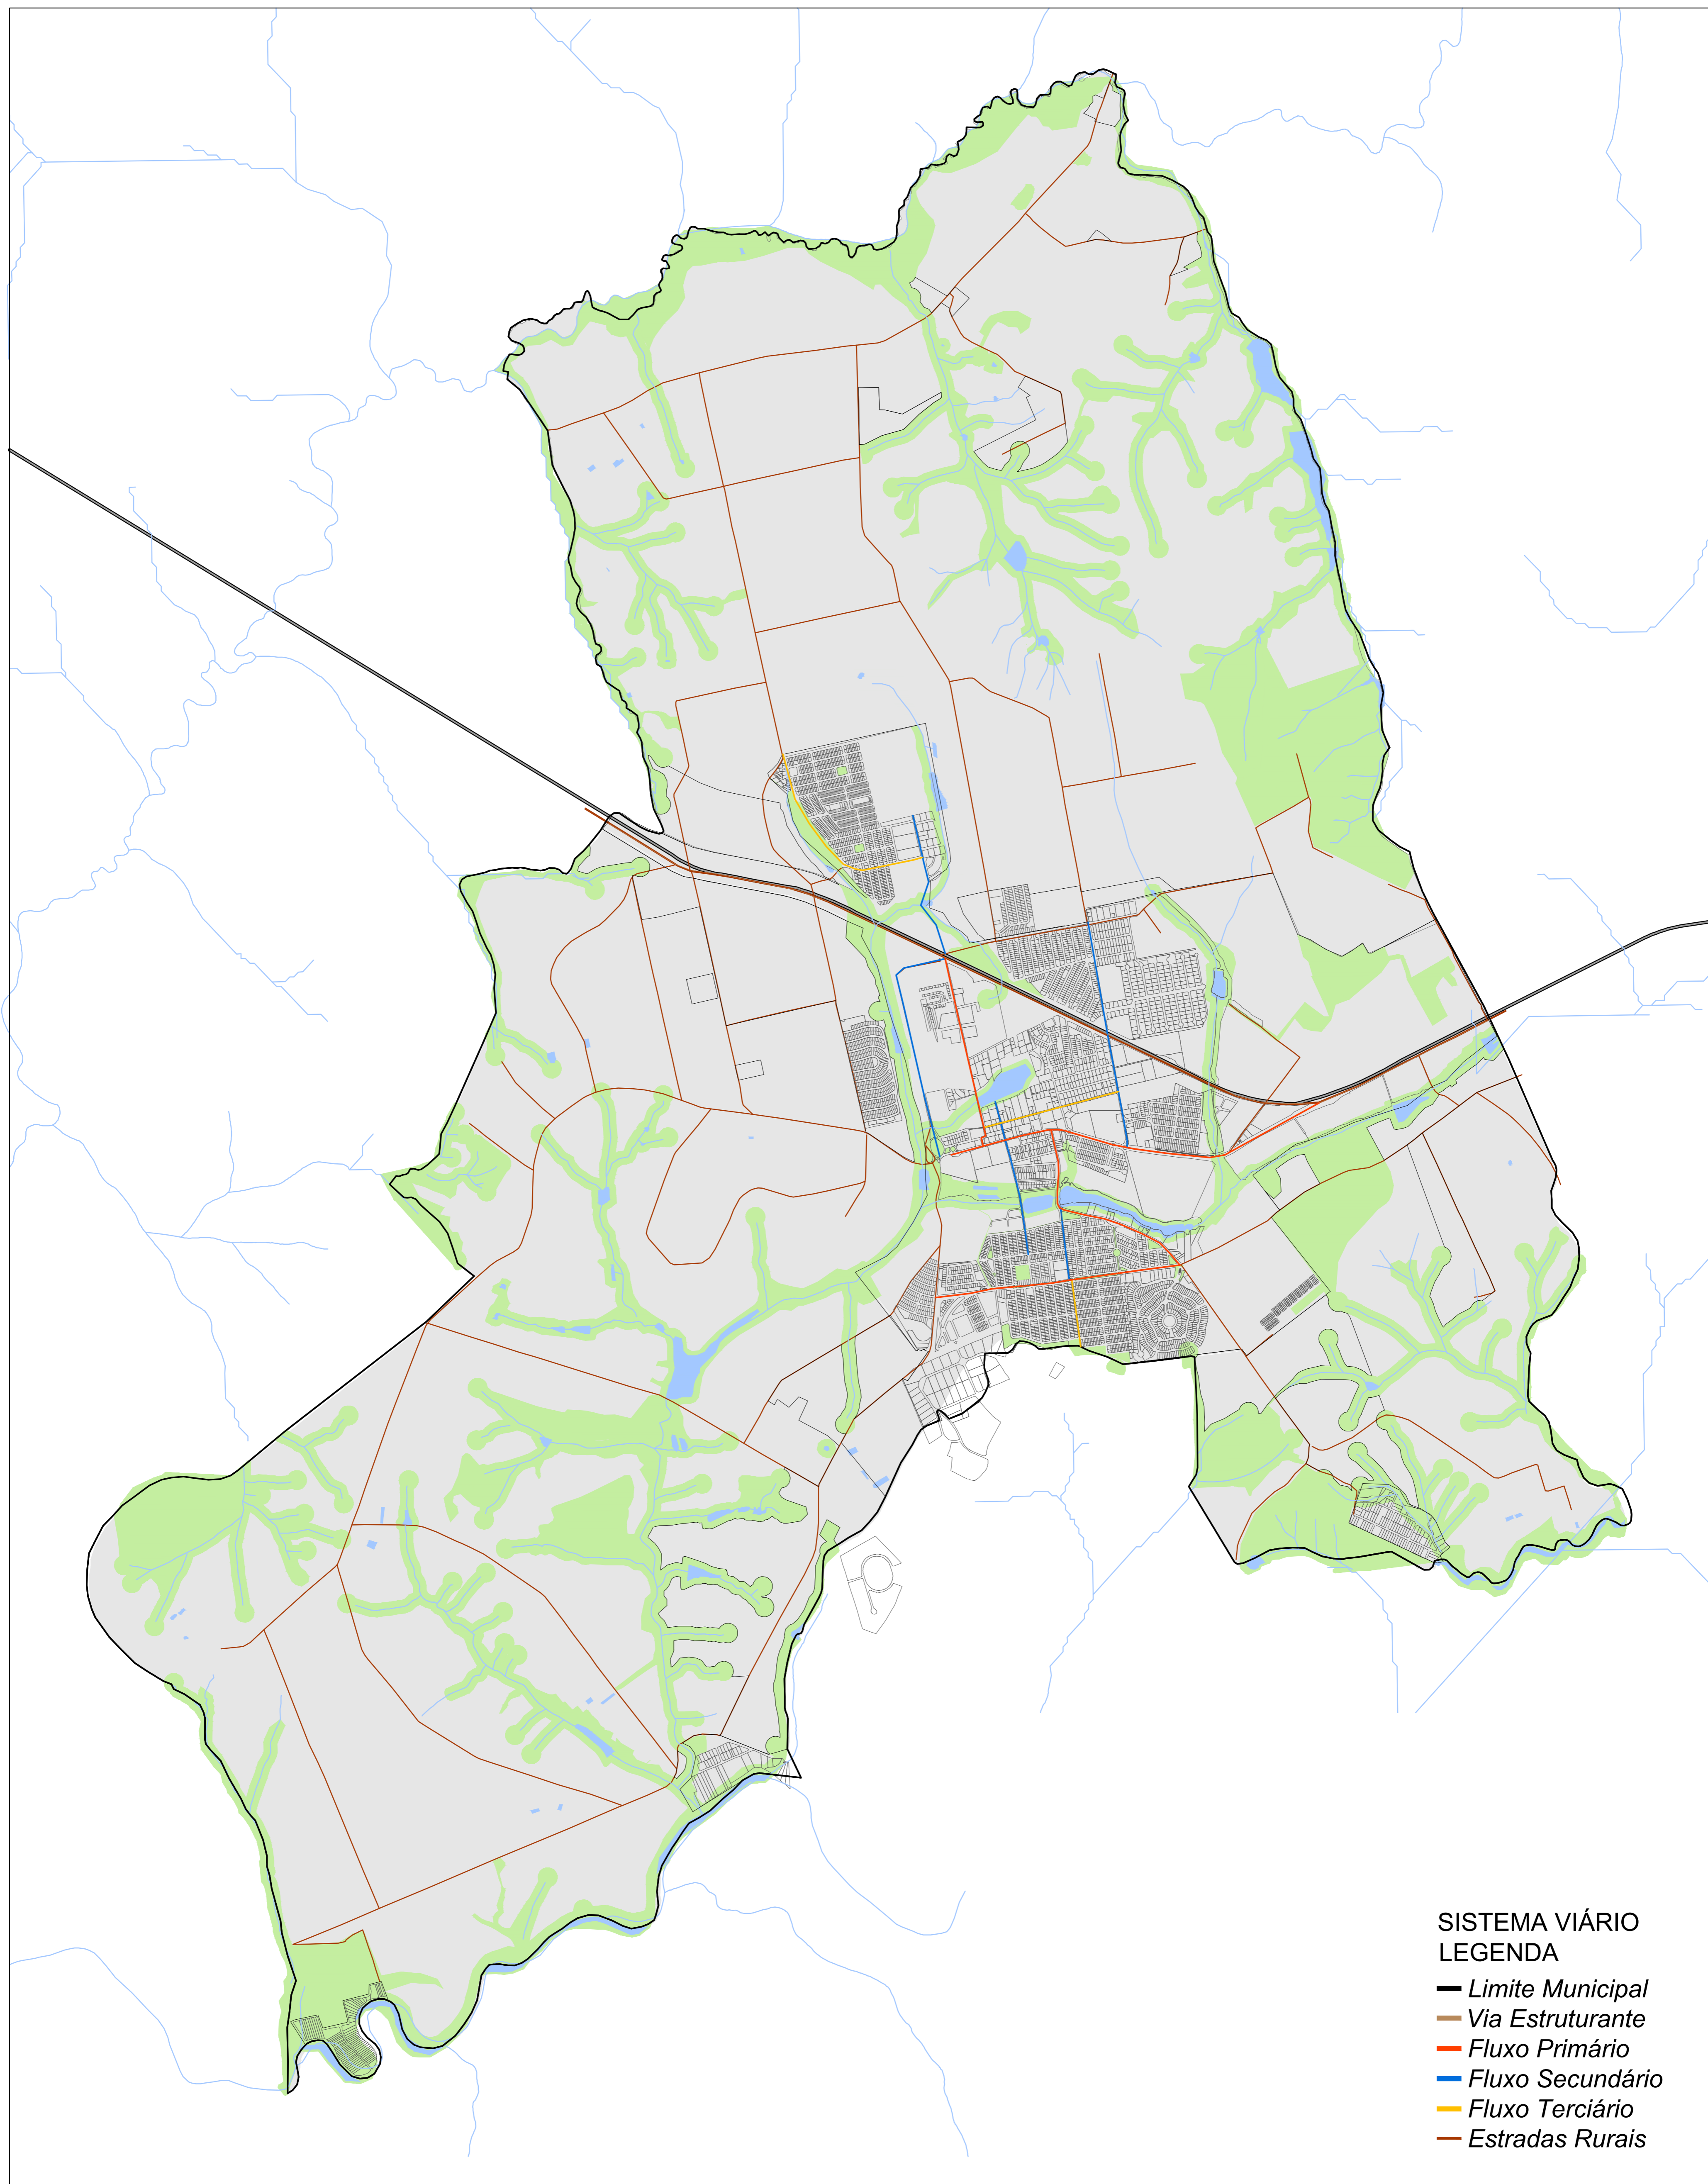 SISTEMA VIÁRIO
LEGENDA
Limite Municipal
Via Estruturante
Fluxo Primário
Fluxo Secundário
Fluxo Terciário
Estradas Rurais